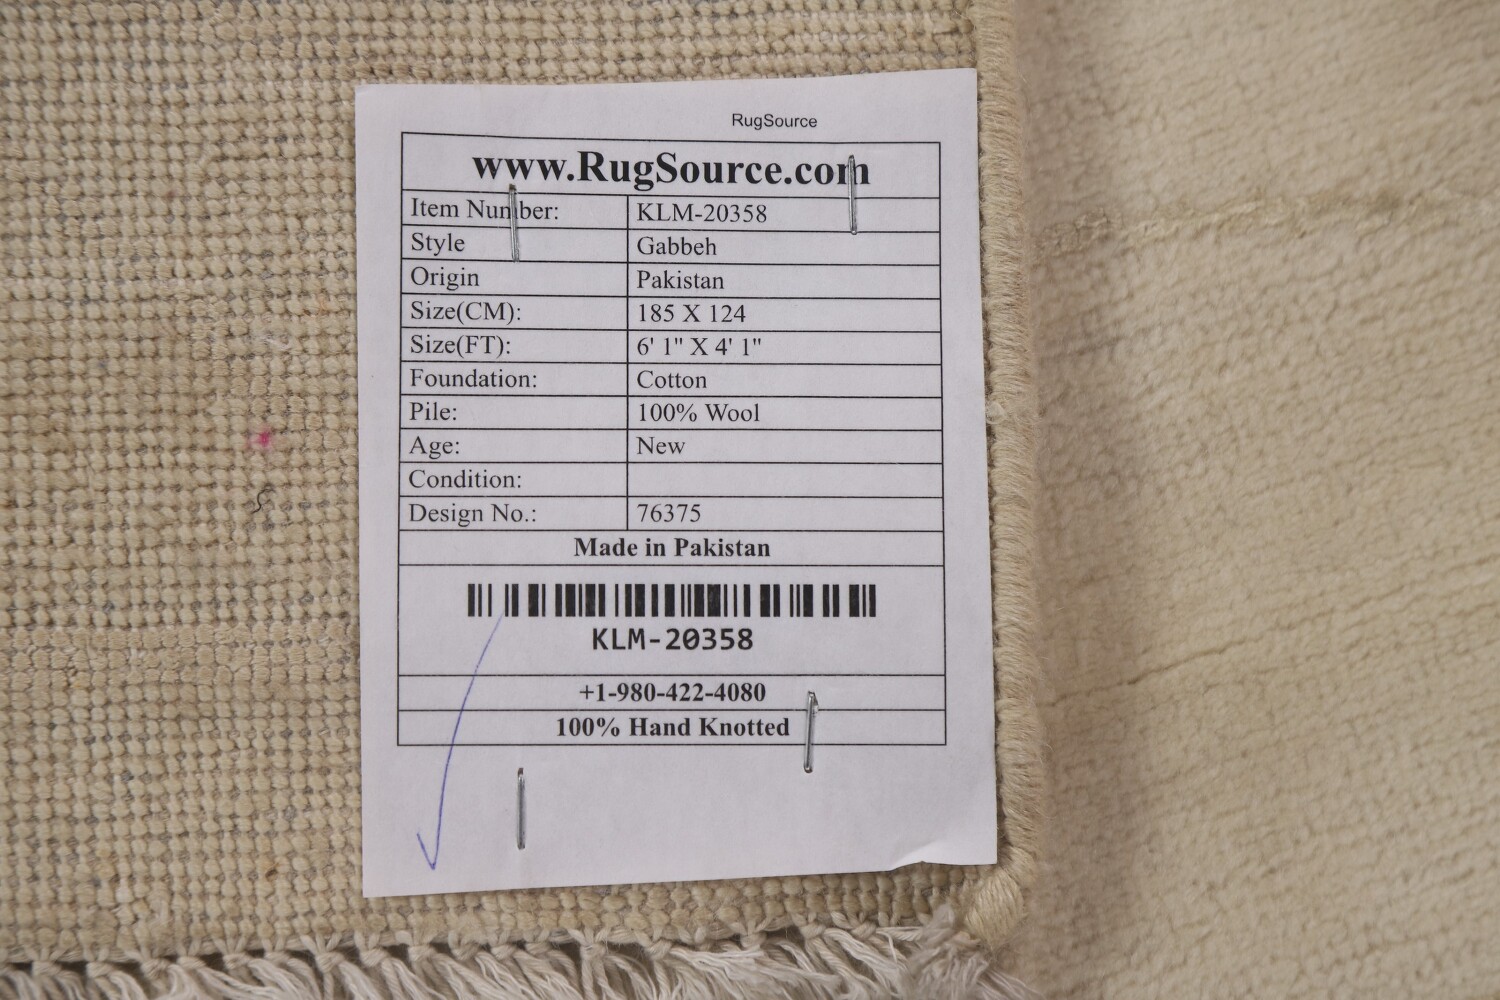 RugSource
www.RugSource.com
Item Number: KLM-20358
Style Gabbeh
Origin Pakistan
Size(CM): 185 X 124
Size(FT): 6' 1" X 4' 1"
Foundation: Cotton
Pile: 100% Wool
Age: New
Condition:
Design No.: 76375
Made in Pakistan
KLM-20358
+1-980-422-4080
100% Hand Knotted